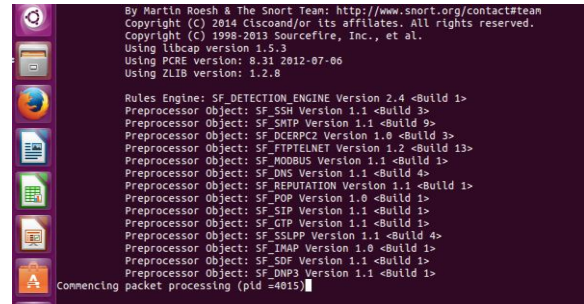 By Martin Roesh & The Snort Team: http://www.snort.org/contact#team
Copyright (C) 2014 Ciscoand/or its affilates. All rights reserved.
Copyright (C) 1998-2013 Sourcefire, Inc., et al.
Using libcap version 1.5.3
Using PCRE version: 8.31 2012-07-06
Using ZLIB version: 1.2.8
Rules Engine: SF_DETECTION_ENGINE Version 2.4 <Build 1>
Preprocessor Object: SF_SSH Version 1.1 <Build 3>
Preprocessor Object: SF_SMTP Version 1.1 <Build 9>
Preprocessor Object: SF_DCERPC2 Version 1.0 <Build 3>
Preprocessor Object: SF_FTPTELNET Version 1.2 <Build 13>
Preprocessor Object: SF_MODBUS Version 1.1 <Build 1>
Preprocessor Object: SF_DNS Version 1.1 <Build 4>
Preprocessor Object: SF_REPUTATION Version 1.1 <Build 1>
Preprocessor Object: SF_POP Version 1.0 <Build 1>
Preprocessor Object: SF_SIP Version 1.1 <Build 1>
Preprocessor Object: SF_GTP Version 1.1 <Build 1>
Preprocessor Object: SF_SSLPP Version 1.1 <Build 4>
Preprocessor Object: SF_IMAP Version 1.0 <Build 1>
Preprocessor Object: SF_SDF Version 1.1 <Build 1>
Preprocessor Object: SF_DNP3 Version 1.1 <Build 1>
Commencing packet processing (pid =4015)